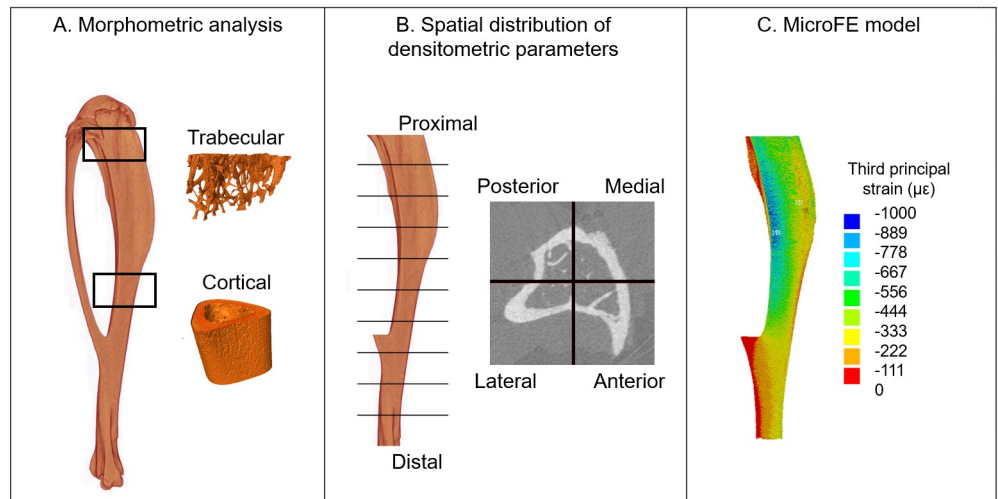 A. Morphometric analysis
Trabecular
Cortical
B. Spatial distribution of
densitometric parameters
Proximal
Posterior
Medial
Lateral
Anterior
Distal
C. MicroFE model
Third principal
strain (με)
-1000
-889
-778
-667
-556
-444
-333
-222
-111
0